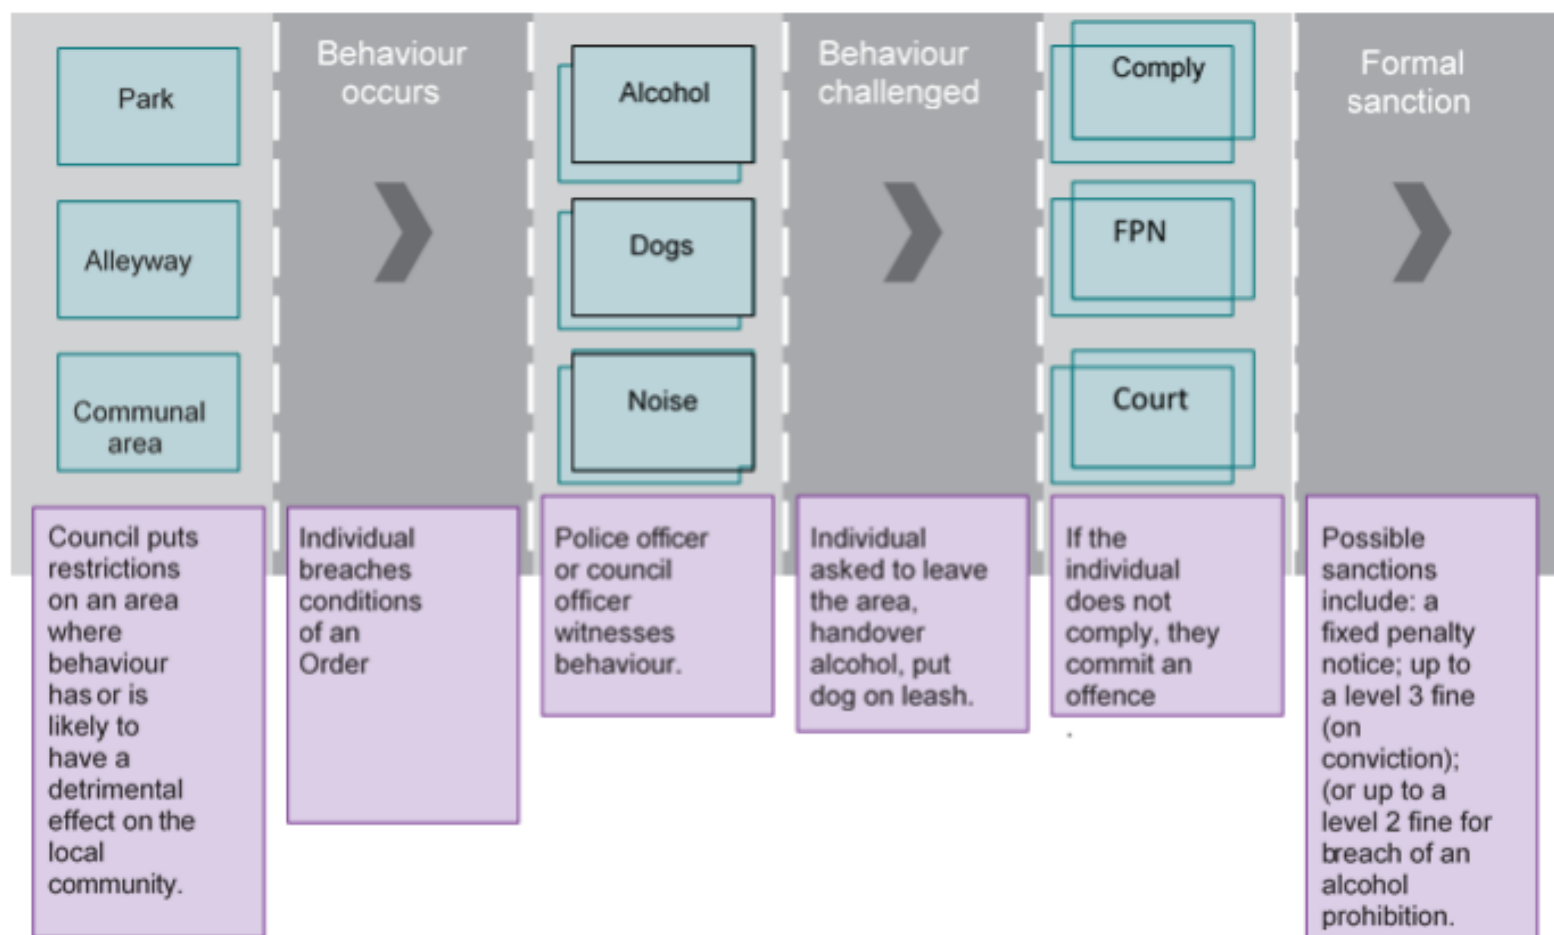 Park
Alleyway
Communal
area
Behaviour
occurs
Alcohol
Dogs
Noise
Behaviour
challenged
Comply
FPN
Court
Formal
sanction
Council puts
restrictions
on an area
where
behaviour
has or is
likely to
have a
detrimental
effect on the
local
community.
Individual
breaches
conditions
of an
Order
Police officer
or council
officer
witnesses
behaviour.
Individual
asked to leave
the area,
handover
alcohol, put
dog on leash.
If the
individual
does not
comply, they
commit an
offence
.
Possible
sanctions
include: a
fixed penalty
notice; up to
a level 3 fine
(on
conviction);
(or up to a
level 2 fine for
breach of an
alcohol
prohibition.